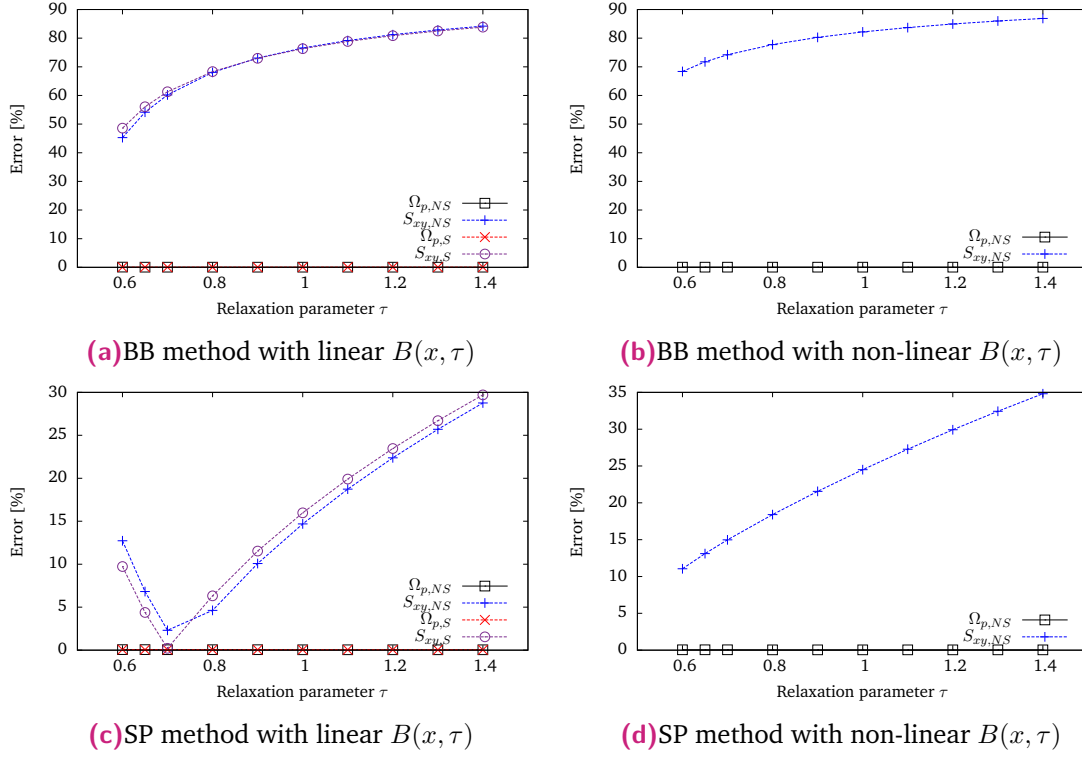 90
80
70
60
50
40
30
20
10
0
Error [%]
0.6 0.8 1 1.2 1.4
Relaxation parameter τ
Ω_{p,NS}
S_{xy,NS}
Ω_{p,S}
S_{xy,S}
(a)BB method with linear B(x, τ)
90
80
70
60
50
40
30
20
10
0
Error [%]
0.6 0.8 1 1.2 1.4
Relaxation parameter τ
Ω_{p,NS}
S_{xy,NS}
(b)BB method with non-linear B(x, τ)
30
25
20
15
10
5
0
Error [%]
0.6 0.8 1 1.2 1.4
Relaxation parameter τ
Ω_{p,NS}
S_{xy,NS}
Ω_{p,S}
S_{xy,S}
(c)SP method with linear B(x, τ)
35
30
25
20
15
10
5
0
Error [%]
0.6 0.8 1 1.2 1.4
Relaxation parameter τ
Ω_{p,NS}
S_{xy,NS}
(d)SP method with non-linear B(x, τ)